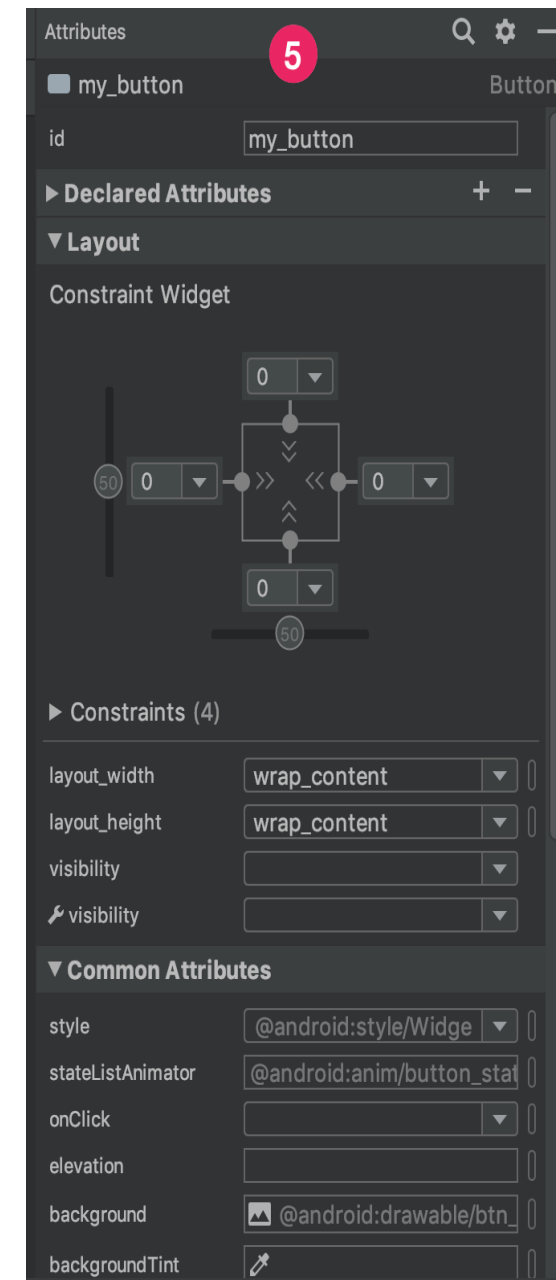 Attributes
5
my_button Button
id my_button
Declared Attributes + −
Layout
Constraint Widget
0
50 0 0
0
50
Constraints (4)
layout_width wrap_content
layout_height wrap_content
visibility
visibility
Common Attributes
style @android:style/Widge
stateListAnimator @android:anim/button_stat
onClick
elevation
background @android:drawable/btn_
backgroundTint